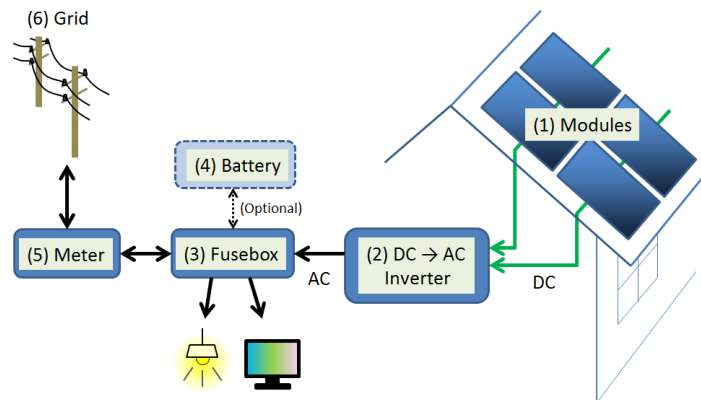 (6) Grid
(1) Modules
(4) Battery
(Optional)
(5) Meter
(3) Fusebox
AC
(2) DC → AC
Inverter
DC